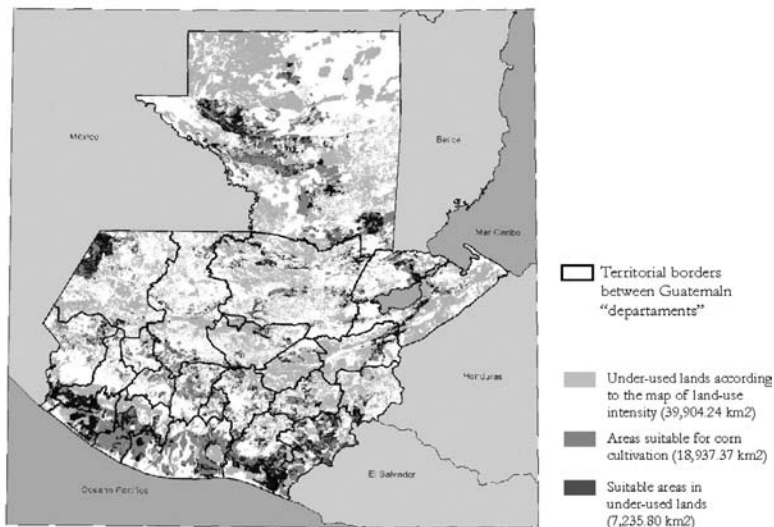 México
Belice
Mar Caribe
Honduras
El Salvador
Oceano Pacífico
Territorial borders
between Guatemaln
“departaments”
Under-used lands according
to the map of land-use
intensity (39,904.24 km2)
Areas suitable for corn
cultivation (18,937.37 km2)
Suitable areas in
under-used lands
(7,235.80 km2)